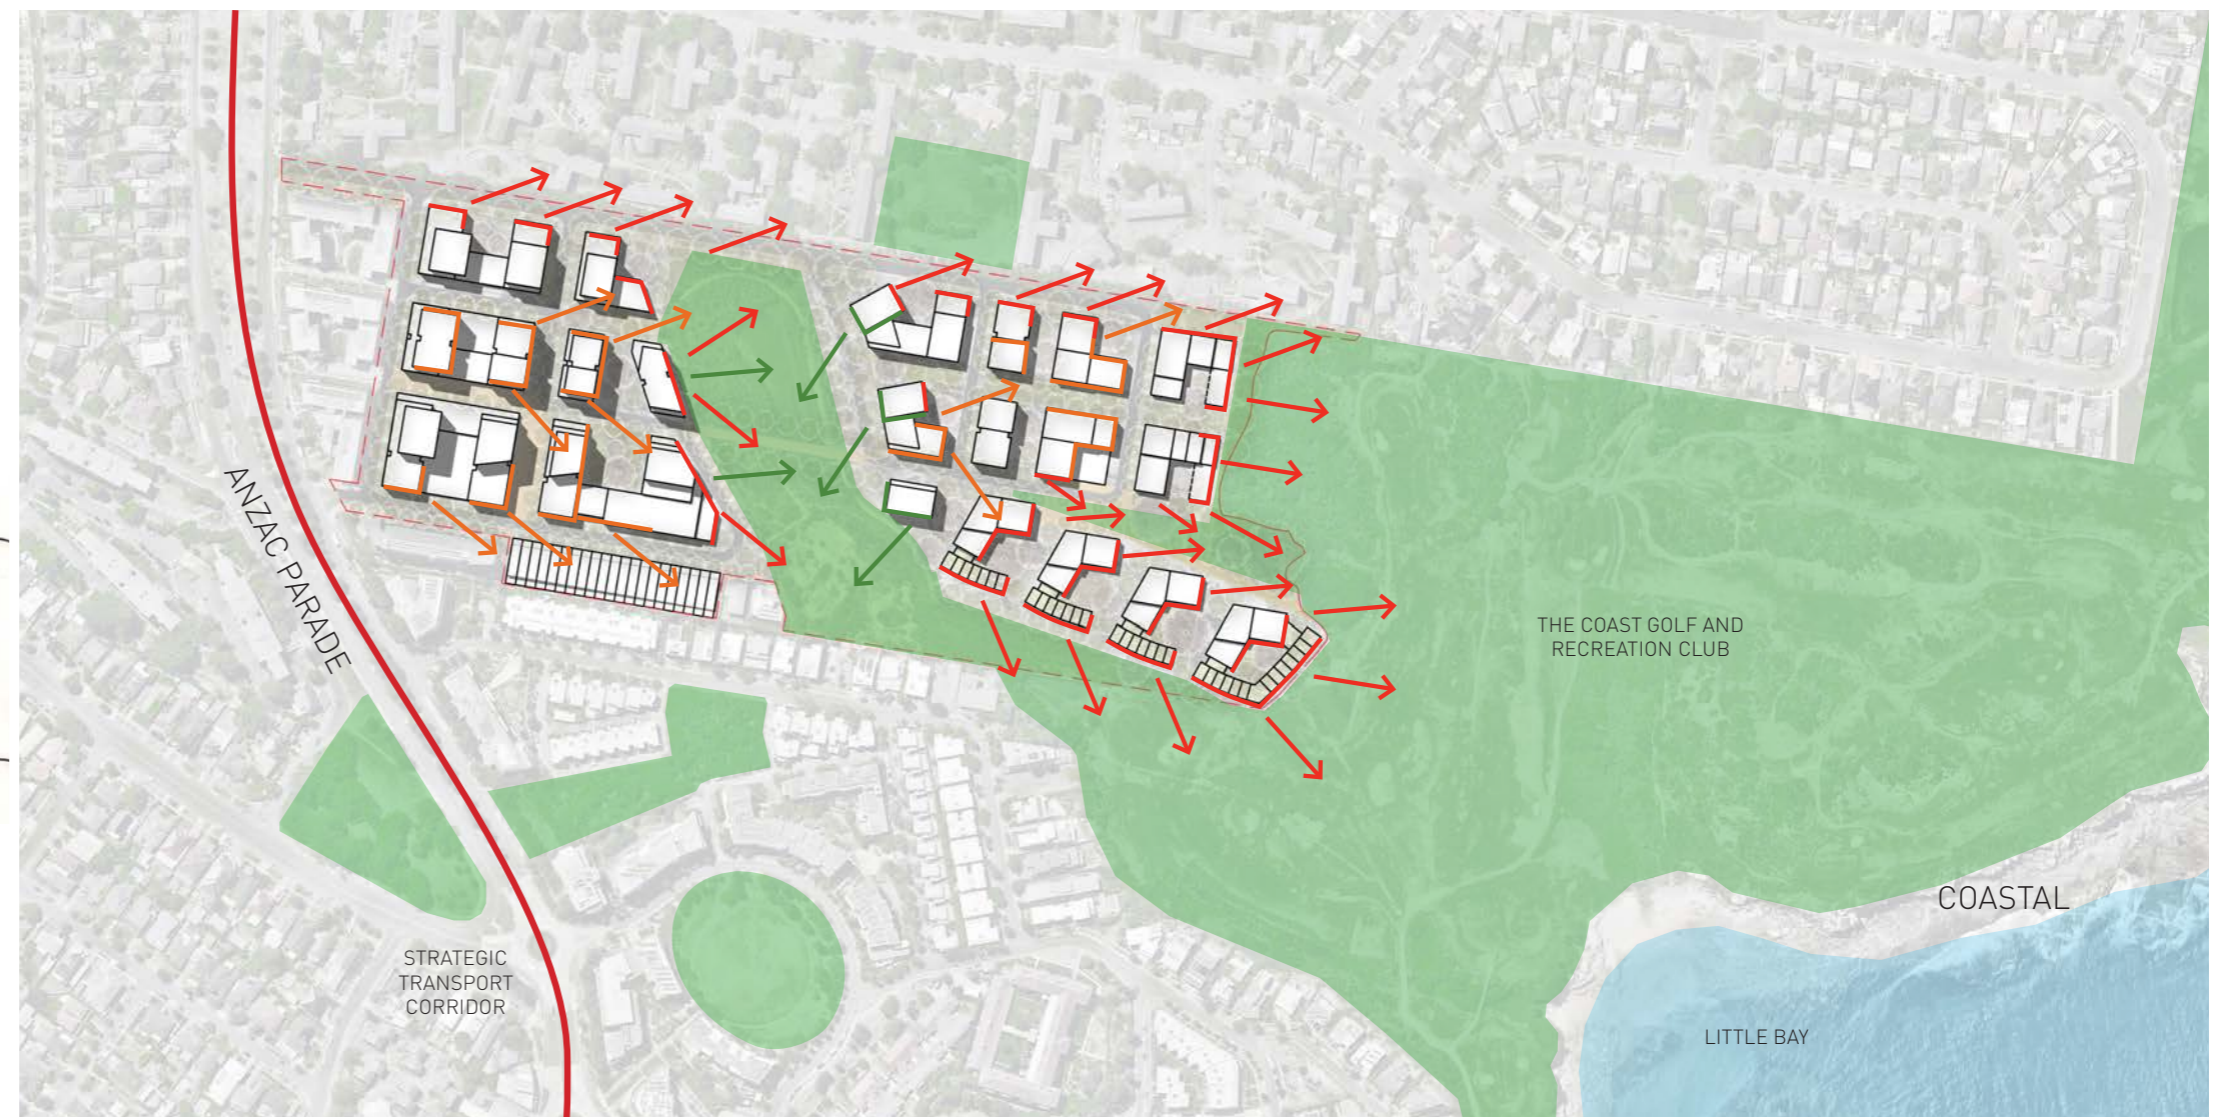 ANZAC PARADE
THE COAST GOLF AND
RECREATION CLUB
COASTAL
STRATEGIC
TRANSPORT
CORRIDOR
LITTLE BAY